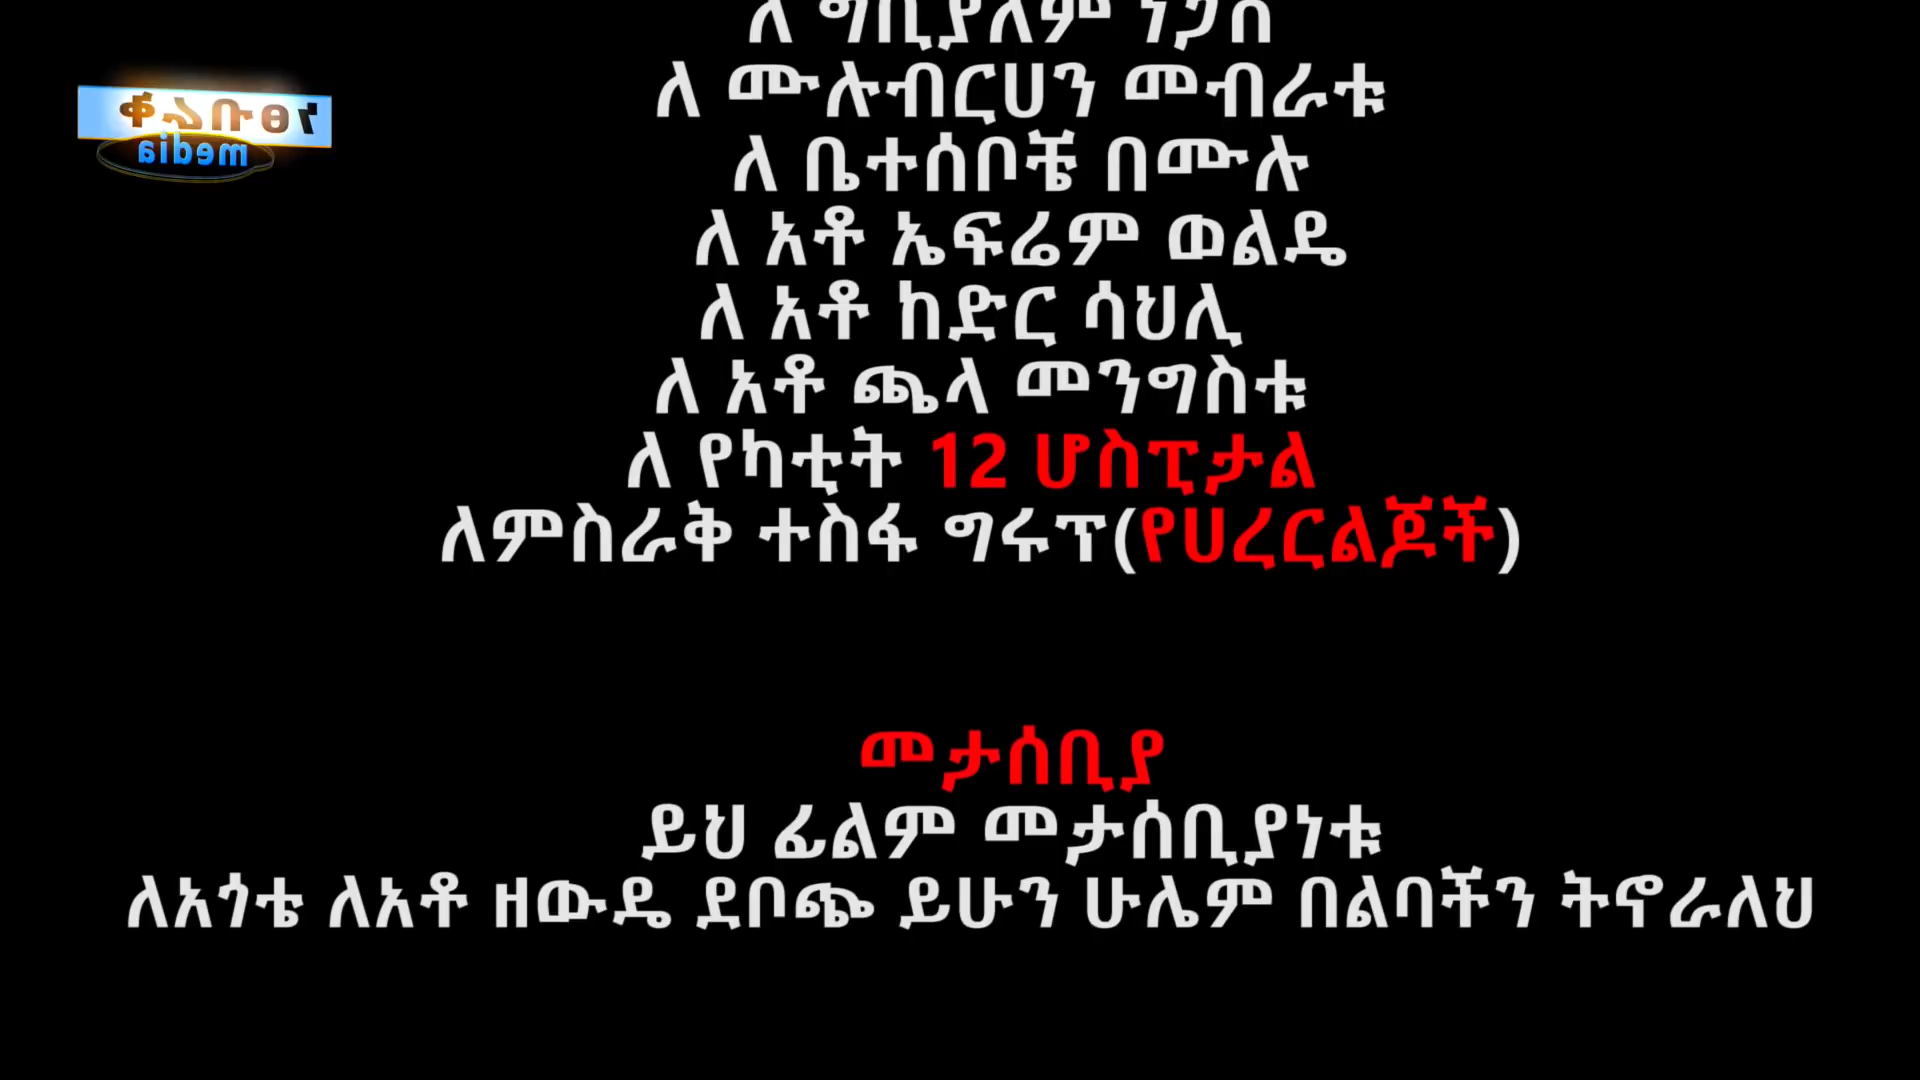 media
ለ ሙሉብርሀን መብራቱ
ለ ቤተሰቦቼ በሙሉ
ለ አቶ ኤፍሬም ወልዴ
ለ አቶ ከድር ሳህሊ
ለ አቶ ጫላ መንግስቱ
ለ የካቲት 12 ሆስፒታል
ለምስራቅ ተስፋ ግሩፕ(የሀረርልጆች)
መታሰቢያ
ይህ ፊልም መታሰቢያነቱ
ለአጎቴ ለአቶ ዘውዴ ደቦጭ ይሁን ሁሌም በልባችን ትኖራለህ